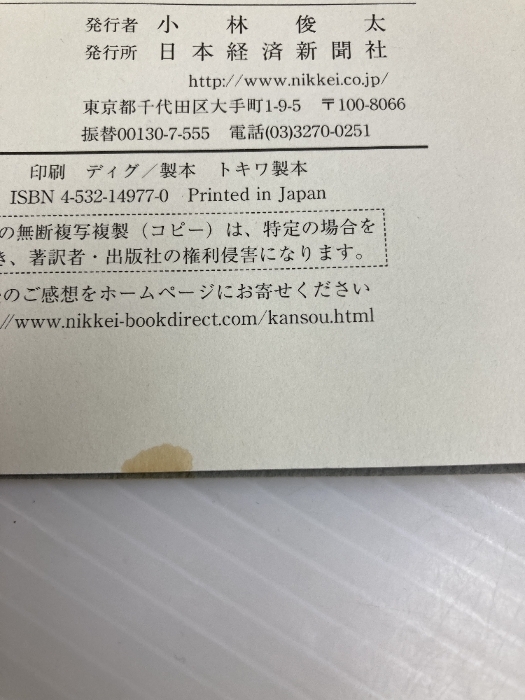 発行者 小林俊太
発行所 日本経済新聞社
http://www.nikkei.co.jp/
東京都千代田区大手町1-9-5 〒100-8066
振替00130-7-555 電話(03)3270-0251
印刷 ディグ/製本 トキワ製本
ISBN 4-532-14977-0 Printed in Japan
の無断複写複製（コピー）は、特定の場合を
き、著訳者・出版社の権利侵害になります。
のご感想をホームページにお寄せください
//www.nikkei-bookdirect.com/kansou.html